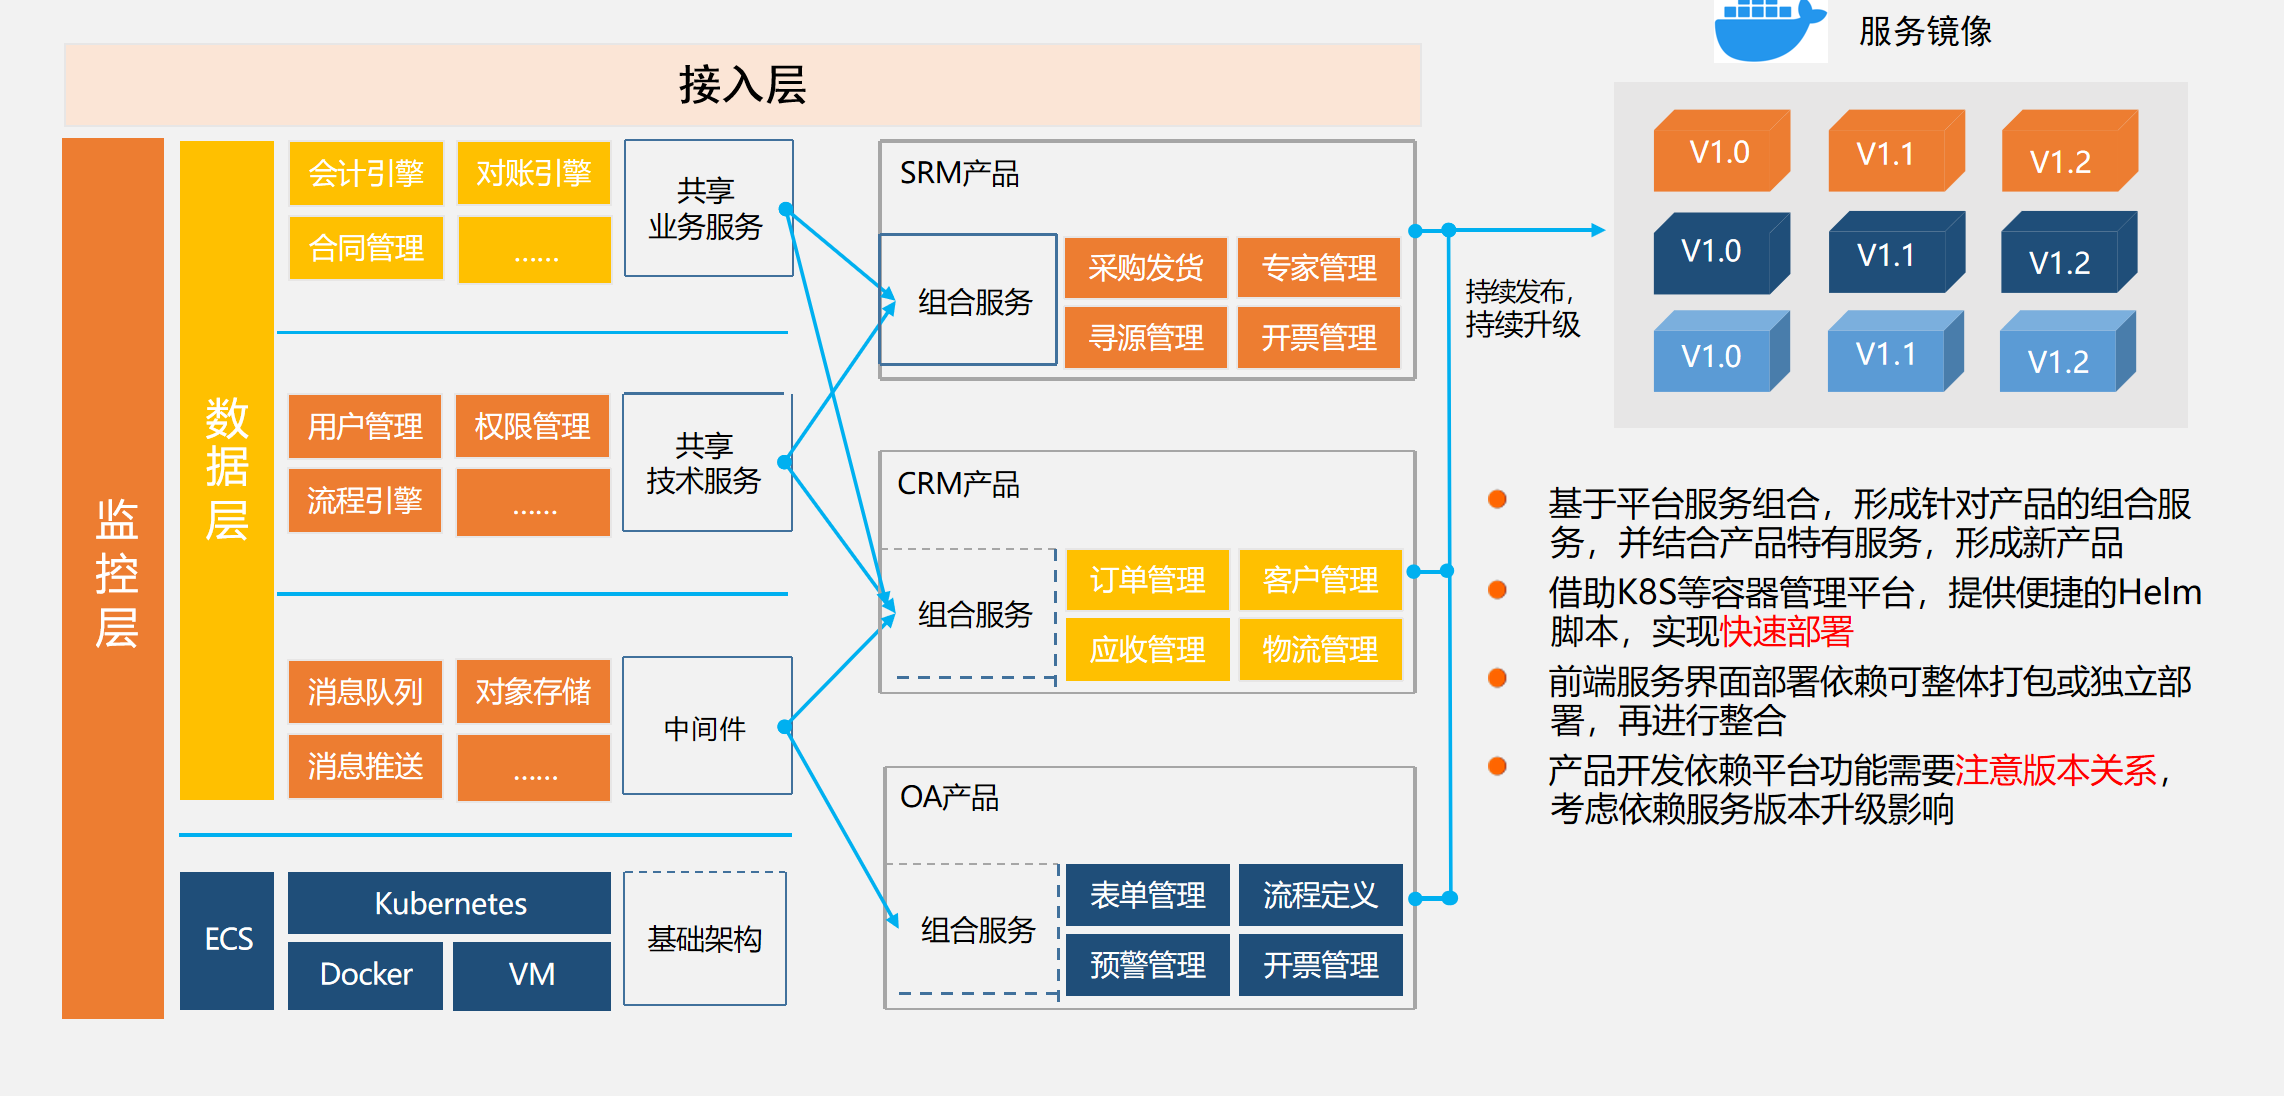 服务镜像
接入层
监控层
数据层
会计引擎
对账引擎
合同管理
......
共享
业务服务
用户管理
权限管理
流程引擎
......
共享
技术服务
消息队列
对象存储
消息推送
......
中间件
ECS
Kubernetes
Docker
VM
基础架构
SRM产品
组合服务
采购发货
专家管理
寻源管理
开票管理
CRM产品
组合服务
订单管理
客户管理
应收管理
物流管理
OA产品
组合服务
表单管理
流程定义
预警管理
开票管理
持续发布，
持续升级
V1.0
V1.1
V1.2
V1.0
V1.1
V1.2
V1.0
V1.1
V1.2
基于平台服务组合，形成针对产品的组合服
务，并结合产品特有服务，形成新产品
借助K8S等容器管理平台，提供便捷的Helm
脚本，实现快速部署
前端服务界面部署依赖可整体打包或独立部
署，再进行整合
产品开发依赖平台功能需要注意版本关系，
考虑依赖服务版本升级影响